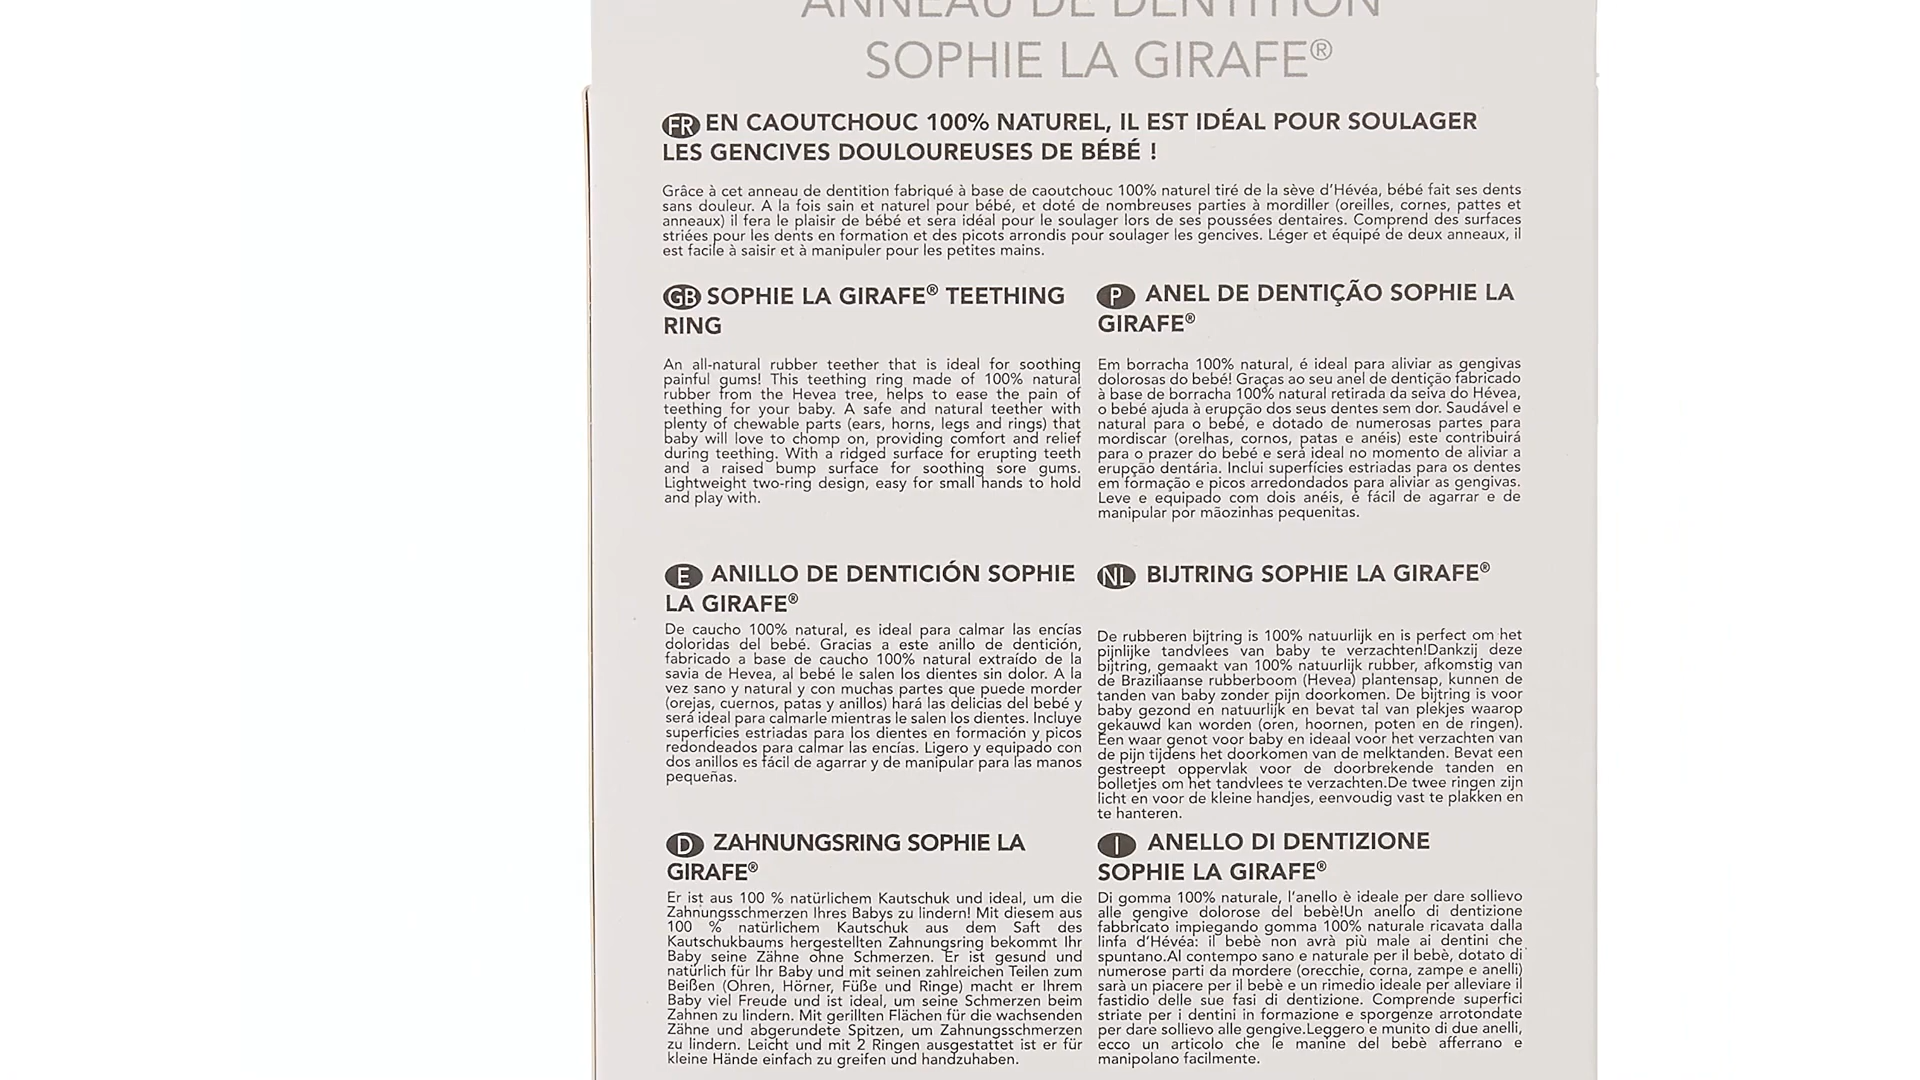 ANNEAU DE DENTITION
SOPHIE LA GIRAFE®
FR EN CAOUTCHOUC 100% NATUREL, IL EST IDÉAL POUR SOULAGER
LES GENCIVES DOULOUREUSES DE BÉBÉ !
Grâce à cet anneau de dentition fabriqué à base de caoutchouc 100% naturel tiré de la sève d'Hévéa, bébé fait ses dents
sans douleur. A la fois sain et naturel pour bébé, et doté de nombreuses parties à mordiller (oreilles, cornes, pattes et
anneaux) il fera le plaisir de bébé et sera idéal pour le soulager lors de ses poussées dentaires. Comprend des surfaces
striées pour les dents en formation et des picots arrondis pour soulager les gencives. Léger et équipé de deux anneaux, il
est facile à saisir et à manipuler pour les petites mains.
GB SOPHIE LA GIRAFE® TEETHING
RING
An all-natural rubber teether that is ideal for soothing
painful gums! This teething ring made of 100% natural
rubber from the Hevea tree, helps to ease the pain of
teething for your baby. A safe and natural teether with
plenty of chewable parts (ears, horns, legs and rings) that
baby will love to chomp on, providing comfort and relief
during teething. With a ridged surface for erupting teeth
and a raised bump surface for soothing sore gums.
Lightweight two-ring design, easy for small hands to hold
and play with.
P ANEL DE DENTIÇÃO SOPHIE LA
GIRAFE®
Em borracha 100% natural, é ideal para aliviar as gengivas
dolorosas do bebé! Graças ao seu anel de dentição fabricado
à base de borracha 100% natural retirada da seiva do Hévea,
o bebé ajuda à erupção dos seus dentes sem dor. Saudável e
natural para o bebé, e dotado de numerosas partes para
mordiscar (orelhas, cornos, patas e anéis) este contribuirá
para o prazer do bebé e será ideal no momento de aliviar a
erupção dentária. Inclui superfícies estriadas para os dentes
em formação e picos arredondados para aliviar as gengivas.
Leve e equipado com dois anéis, é fácil de agarrar e de
manipular por mãozinhas pequenitas.
E ANILLO DE DENTICIÓN SOPHIE
LA GIRAFE®
De caucho 100% natural, es ideal para calmar las encías
doloridas del bebé. Gracias a este anillo de dentición,
fabricado a base de caucho 100% natural extraído de la
savia de Hevea, al bebé le salen los dientes sin dolor. A la
vez sano y natural y con muchas partes que puede morder
(orejas, cuernos, patas y anillos) hará las delicias del bebé y
será ideal para calmarle mientras le salen los dientes. Incluye
superficies estriadas para los dientes en formación y picos
redondeados para calmar las encías. Ligero y equipado con
dos anillos es fácil de agarrar y de manipular para las manos
pequeñas.
NL BIJTRING SOPHIE LA GIRAFE®
De rubberen bijtring is 100% natuurlijk en is perfect om het
pijnlijke tandvlees van baby te verzachten!Dankzij deze
bijtring, gemaakt van 100% natuurlijk rubber, afkomstig van
de Braziliaanse rubberboom (Hevea) plantensap, kunnen de
tanden van baby zonder pijn doorkomen. De bijtring is voor
baby gezond en natuurlijk en bevat tal van plekjes waarop
gekauwd kan worden (oren, hoornen, poten en de ringen).
Een waar genot voor baby en ideaal voor het verzachten van
de pijn tijdens het doorkomen van de melktanden. Bevat een
gestreept oppervlak voor de doorbrekende tanden en
bolletjes om het tandvlees te verzachten.De twee ringen zijn
licht en voor de kleine handjes, eenvoudig vast te plakken en
te hanteren.
D ZAHNUNGSRING SOPHIE LA
GIRAFE®
Er ist aus 100 % natürlichem Kautschuk und ideal, um die
Zahnungsschmerzen Ihres Babys zu lindern! Mit diesem aus
100 % natürlichem Kautschuk aus dem Saft des
Kautschukbaums hergestellten Zahnungsring bekommt Ihr
Baby seine Zähne ohne Schmerzen. Er ist gesund und
natürlich für Ihr Baby und mit seinen zahlreichen Teilen zum
Beißen (Ohren, Hörner, Füße und Ringe) macht er Ihrem
Baby viel Freude und ist ideal, um seine Schmerzen beim
Zahnen zu lindern. Mit gerillten Flächen für die wachsenden
Zähne und abgerundete Spitzen, um Zahnungsschmerzen
zu lindern. Leicht und mit 2 Ringen ausgestattet ist er für
kleine Hände einfach zu greifen und handzuhaben.
I ANELLO DI DENTIZIONE
SOPHIE LA GIRAFE®
Di gomma 100% naturale, l'anello è ideale per dare sollievo
alle gengive dolorose del bebè!Un anello di dentizione
fabbricato impiegando gomma 100% naturale ricavata dalla
linfa d'Hévéa: il bebè non avrà più male ai dentini che
spuntano.Al contempo sano e naturale per il bebè, dotato di
numerose parti da mordere (orecchie, corna, zampe e anelli)
sarà un piacere per il bebè e un rimedio ideale per alleviare il
fastidio delle sue fasi di dentizione. Comprende superfici
striate per i dentini in formazione e sporgenze arrotondate
per dare sollievo alle gengive.Leggero e munito di due anelli,
ecco un articolo che le manine del bebè afferrano e
manipolano facilmente.